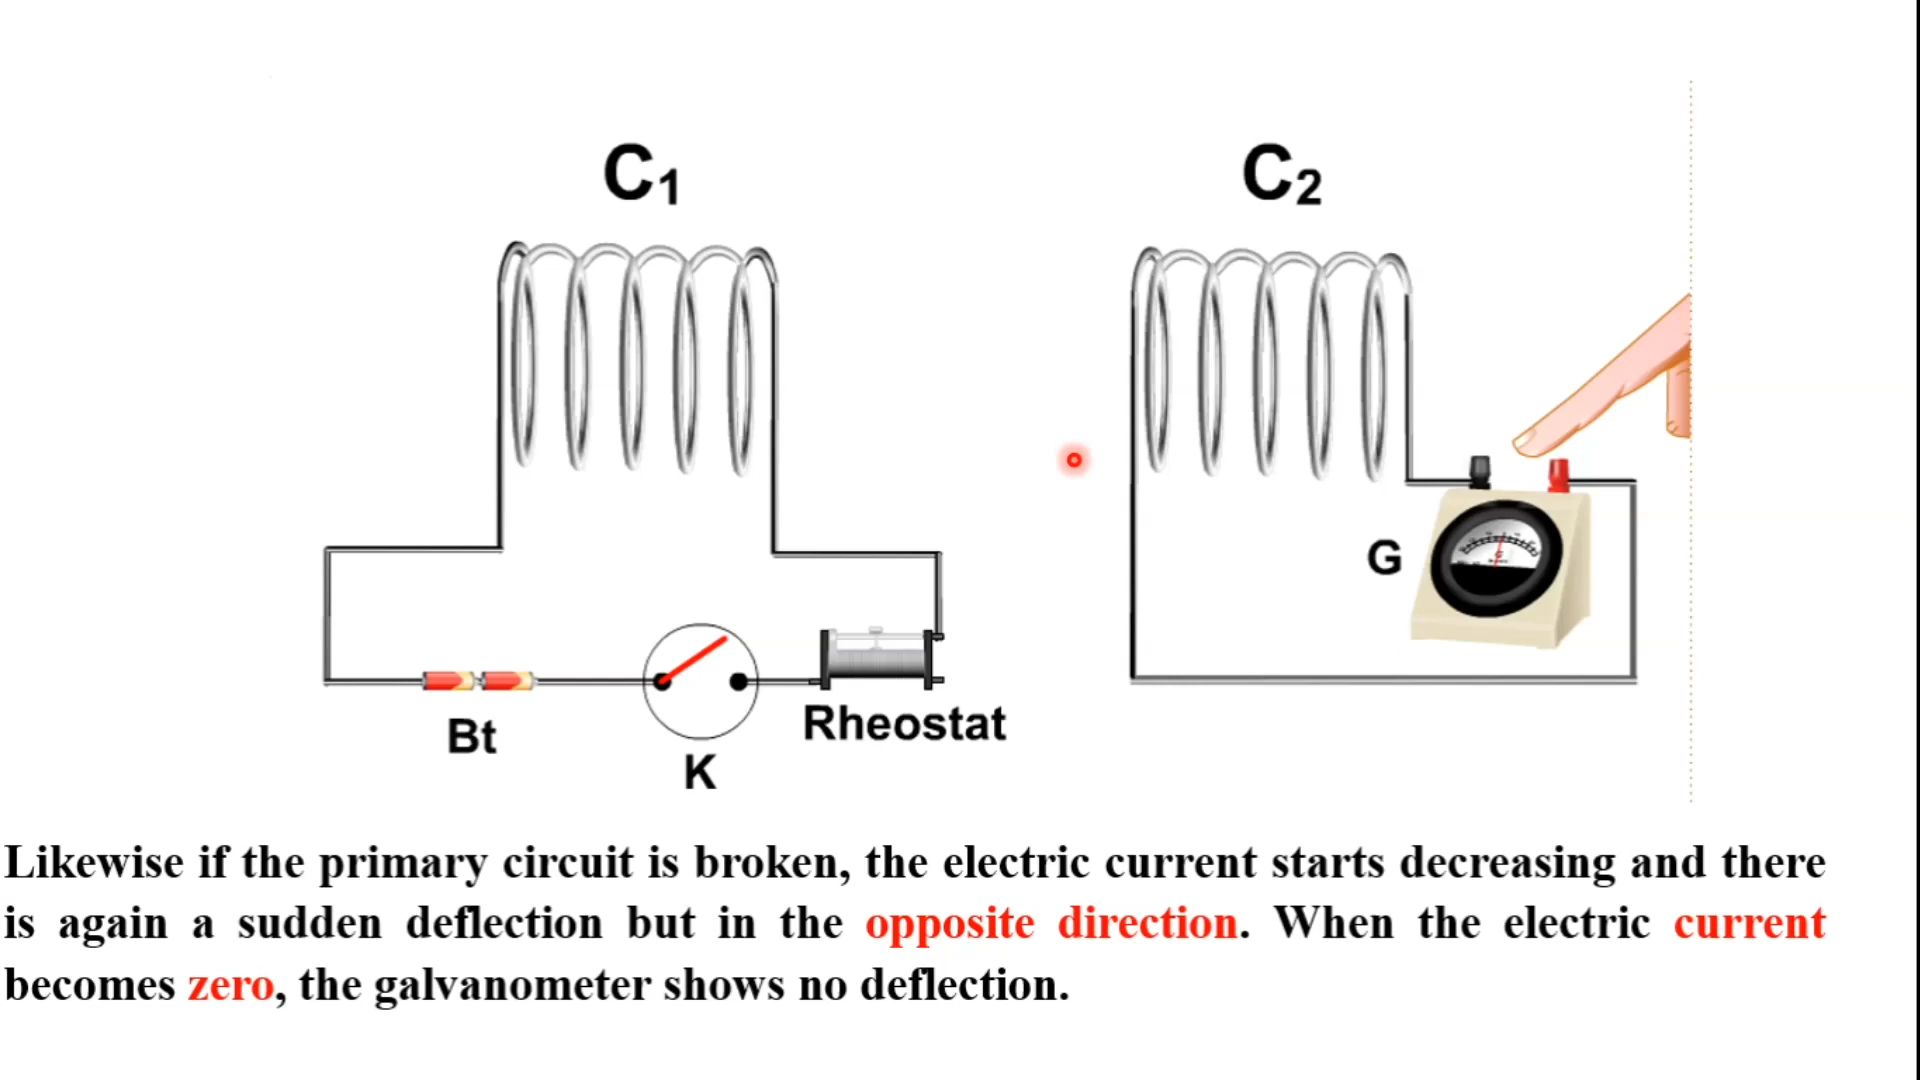 C1
C2
G
Bt
K
Rheostat
Likewise if the primary circuit is broken, the electric current starts decreasing and there
is again a sudden deflection but in the opposite direction. When the electric current
becomes zero, the galvanometer shows no deflection.